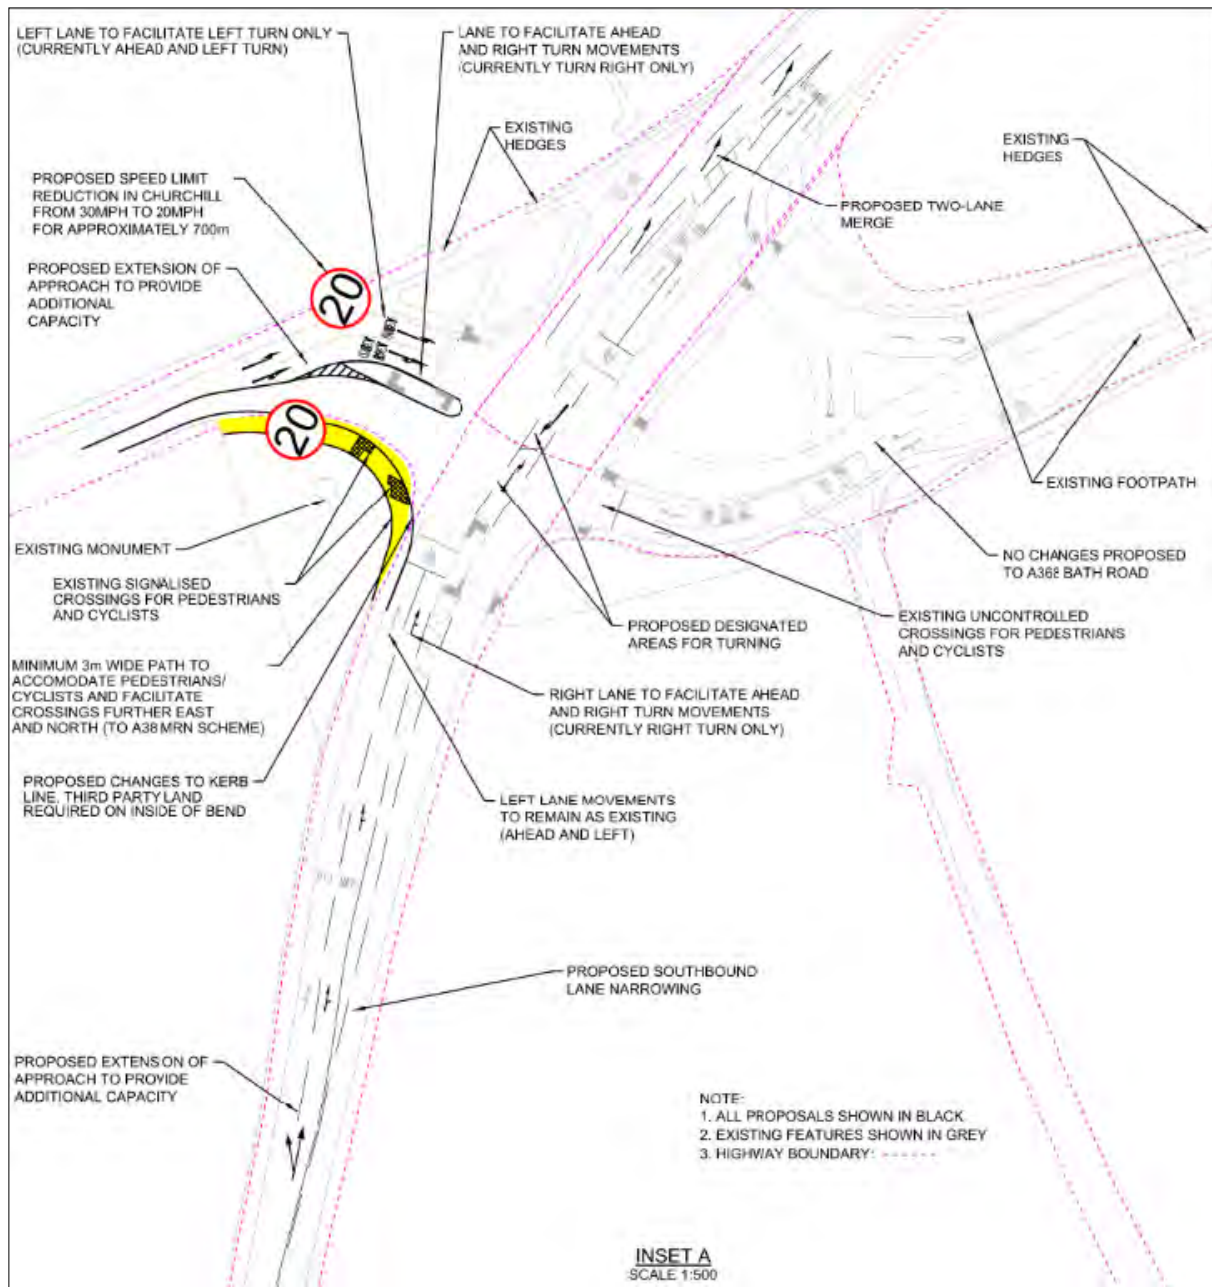 LEFT LANE TO FACILITATE LEFT TURN ONLY
(CURRENTLY AHEAD AND LEFT TURN)
LANE TO FACILITATE AHEAD
AND RIGHT TURN MOVEMENTS
(CURRENTLY TURN RIGHT ONLY)
EXISTING
HEDGES
EXISTING
HEDGES
PROPOSED SPEED LIMIT
REDUCTION IN CHURCHILL
FROM 30MPH TO 20MPH
FOR APPROXIMATELY 700m
PROPOSED TWO-LANE
MERGE
PROPOSED EXTENSION OF
APPROACH TO PROVIDE
ADDITIONAL
CAPACITY
20
20
EXISTING FOOTPATH
EXISTING MONUMENT
NO CHANGES PROPOSED
TO A368 BATH ROAD
EXISTING SIGNALISED
CROSSINGS FOR PEDESTRIANS
AND CYCLISTS
EXISTING UNCONTROLLED
CROSSINGS FOR PEDESTRIANS
AND CYCLISTS
PROPOSED DESIGNATED
AREAS FOR TURNING
MINIMUM 3m WIDE PATH TO
ACCOMODATE PEDESTRIANS/
CYCLISTS AND FACILITATE
CROSSINGS FURTHER EAST
AND NORTH (TO A38 MRN SCHEME)
RIGHT LANE TO FACILITATE AHEAD
AND RIGHT TURN MOVEMENTS
(CURRENTLY RIGHT TURN ONLY)
PROPOSED CHANGES TO KERB
LINE. THIRD PARTY LAND
REQUIRED ON INSIDE OF BEND
LEFT LANE MOVEMENTS
TO REMAIN AS EXISTING
(AHEAD AND LEFT)
PROPOSED SOUTHBOUND
LANE NARROWING
PROPOSED EXTENSION OF
APPROACH TO PROVIDE
ADDITIONAL CAPACITY
NOTE:
1. ALL PROPOSALS SHOWN IN BLACK
2. EXISTING FEATURES SHOWN IN GREY
3. HIGHWAY BOUNDARY:
INSET A
SCALE 1:500